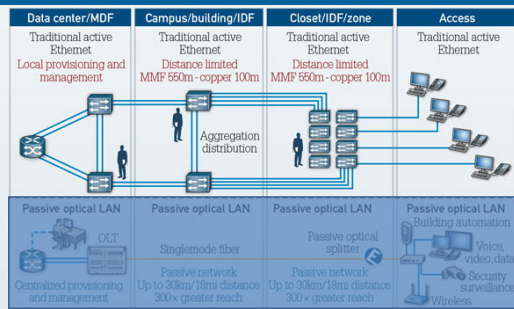 Data center/MDF
Campus/building/IDF
Closet/IDF/zone
Access
Traditional active
Ethernet
Local provisioning and
management
Traditional active
Ethernet
Distance limited
MMF 550m - copper 100m
Traditional active
Ethernet
Distance limited
MMF 550m - copper 100m
Traditional active
Ethernet
Aggregation
distribution
Passive optical LAN
OLT
Centralized provisioning
and management
Passive optical LAN
Singlemode fiber
Passive network
Up to 30km/18mi distance
300× greater reach
Passive optical LAN
Passive optical
splitter
Passive network
Up to 30km/18mi distance
300× greater reach
Passive optical LAN
Building automation
Voice,
video, data
Security
surveillance
Wireless